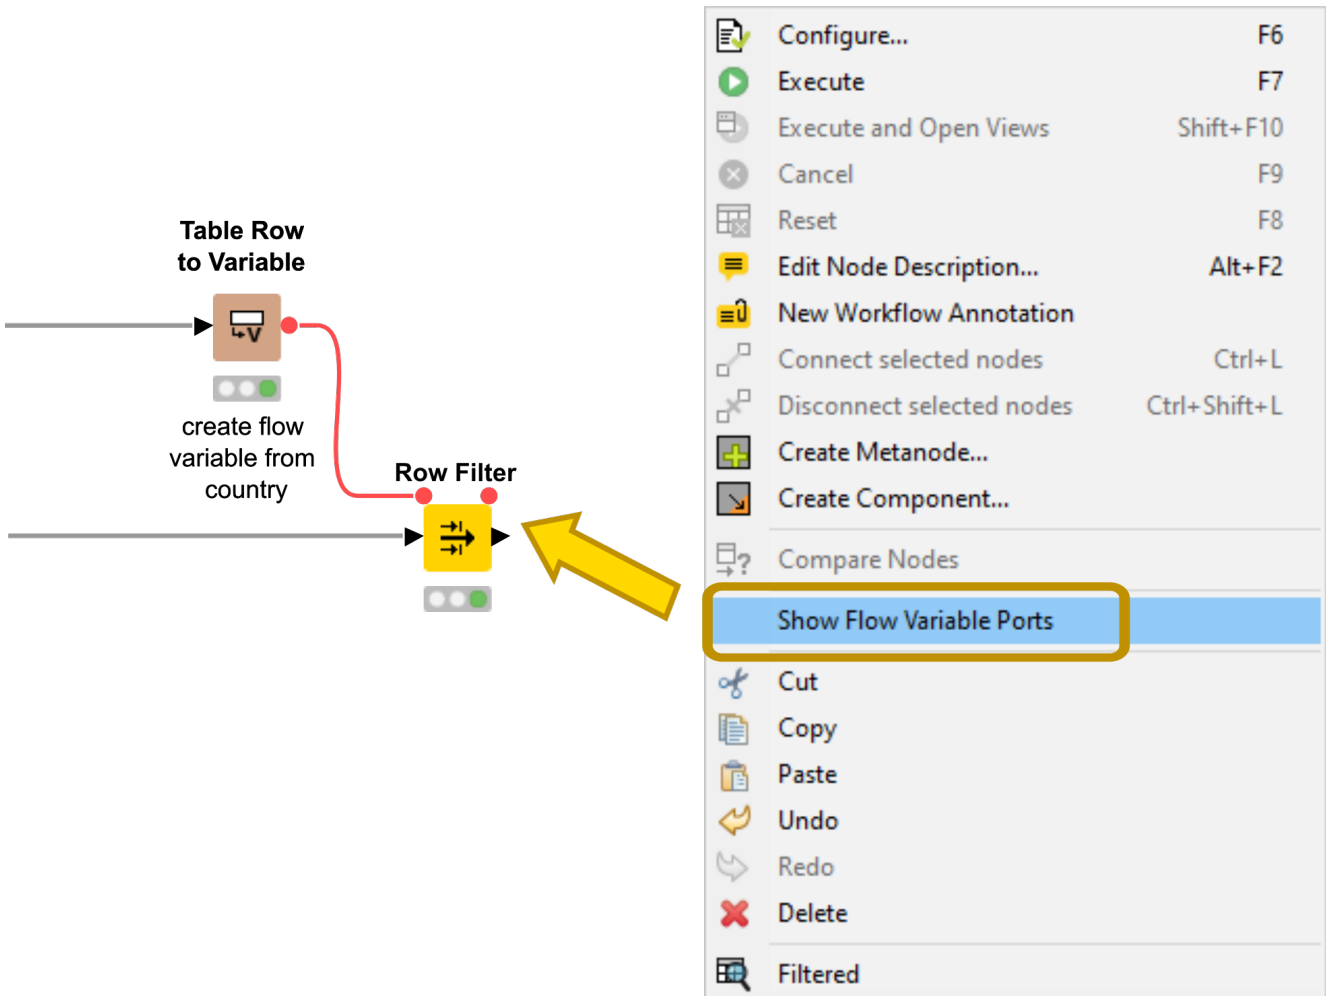 Table Row
to Variable
V
create flow
variable from
country
Row Filter
Configure... F6
Execute F7
Execute and Open Views Shift+F10
Cancel F9
Reset F8
Edit Node Description... Alt+F2
New Workflow Annotation
Connect selected nodes Ctrl+L
Disconnect selected nodes Ctrl+Shift+L
Create Metanode...
Create Component...
? Compare Nodes
Show Flow Variable Ports
Cut
Copy
Paste
Undo
Redo
Delete
Filtered